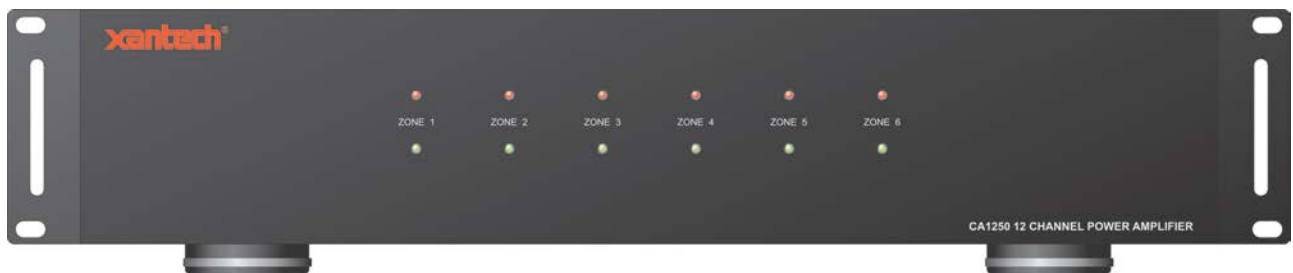 xantech®
ZONE 1 ZONE 2 ZONE 3 ZONE 4 ZONE 5 ZONE 6
CA1250 12 CHANNEL POWER AMPLIFIER